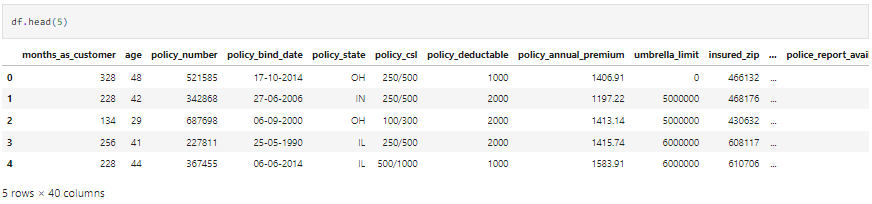 df.head(5)
months_as_customer age policy_number policy_bind_date policy_state policy_csl policy_deductable policy_annual_premium umbrella_limit insured_zip ... police_report_avai
0 328 48 521585 17-10-2014 OH 250/500 1000 1406.91 0 466132 ...
1 228 42 342868 27-06-2006 IN 250/500 2000 1197.22 5000000 468176 ...
2 134 29 687698 06-09-2000 OH 100/300 2000 1413.14 5000000 430632 ...
3 256 41 227811 25-05-1990 IL 250/500 2000 1415.74 6000000 608117 ...
4 228 44 367455 06-06-2014 IL 500/1000 1000 1583.91 6000000 610706 ...
5 rows × 40 columns